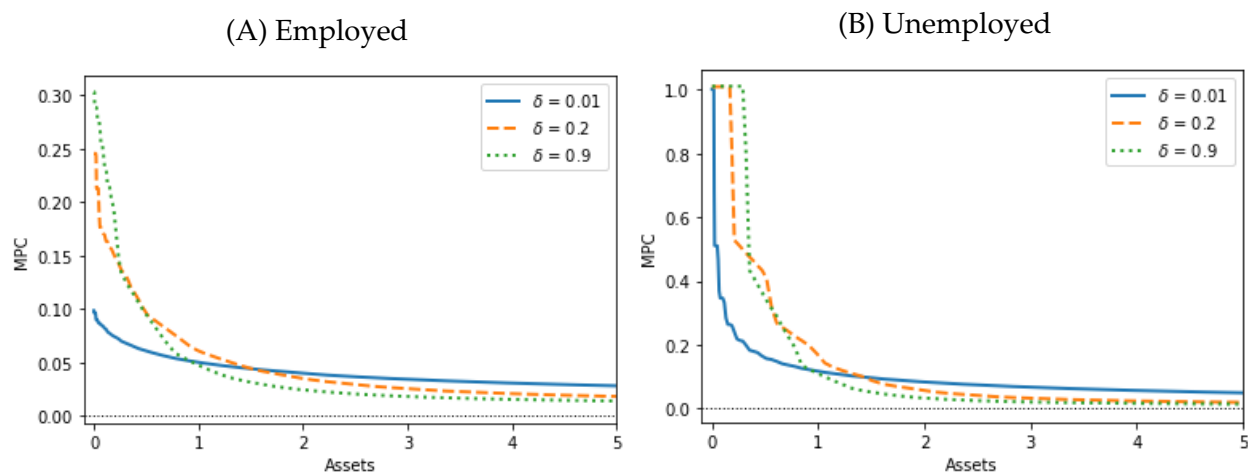 (A) Employed
MPC
0.30
0.25
0.20
0.15
0.10
0.05
0.00
δ = 0.01
δ = 0.2
δ = 0.9
0 1 2 3 4 5
Assets
(B) Unemployed
MPC
1.0
0.8
0.6
0.4
0.2
0.0
δ = 0.01
δ = 0.2
δ = 0.9
0 1 2 3 4 5
Assets